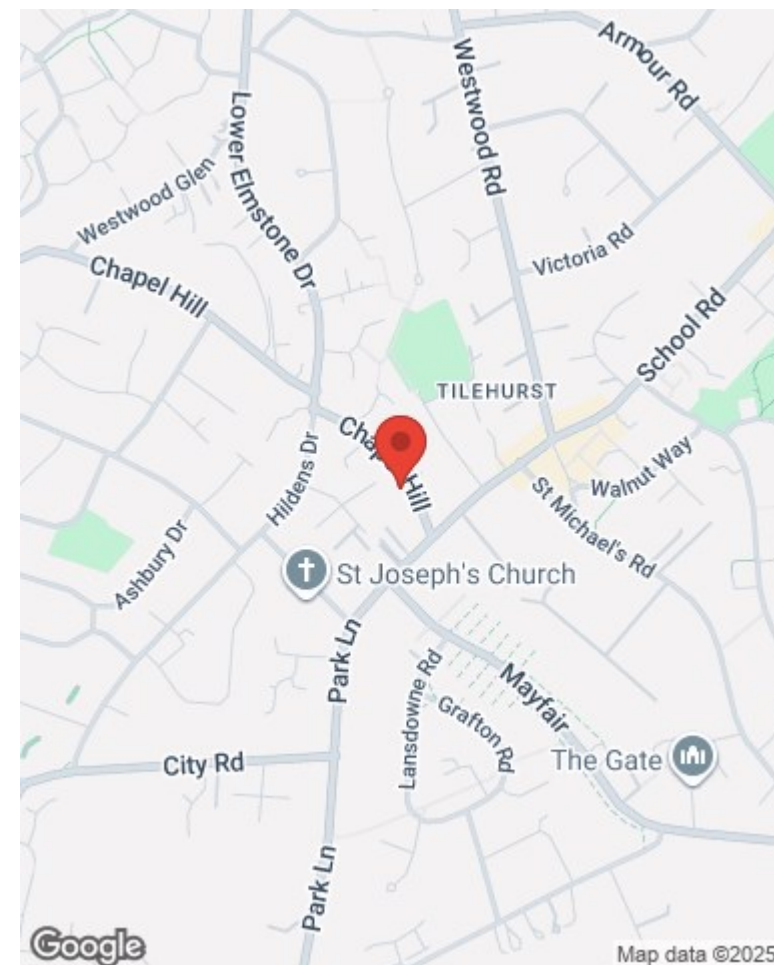 Armour Rd
Westwood Rd
Lower Elmstone Dr
Westwood Glen
Victoria Rd
Chapel Hill
School Rd
TILEHURST
Chapel Hill
Hildens Dr
Walnut Way
St Michael's Rd
Ashbury Dr
St Joseph's Church
Park Ln
Lansdowne Rd
Mayfair
Grafton Rd
City Rd
The Gate
Park Ln
Google
Map data ©2025